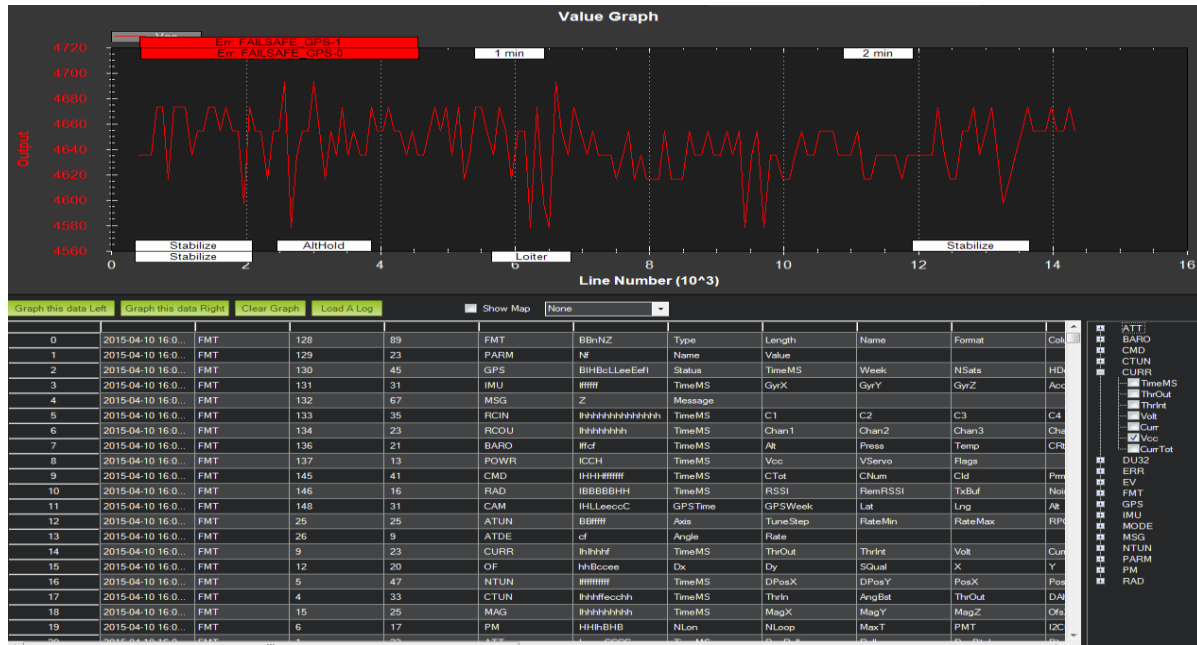 Value Graph
Vcc
Err: FAILSAFE_GPS-1
Err: FAILSAFE_GPS-0
1 min
2 min
4720
4700
4680
4660
4640
4620
4600
4580
4560
Output
Stabilize
AltHold
Stabilize
Stabilize
Loiter
0 2 4 6 8 10 12 14 16
Line Number (10^3)
Graph this data Left Graph this data Right Clear Graph Load A Log Show Map None
0 2015-04-10 16:0... FMT 128 89 FMT BBnNZ Type Length Name Format Colu
1 2015-04-10 16:0... FMT 129 23 PARM Nf Name Value
2 2015-04-10 16:0... FMT 130 45 GPS BIHBcLLeeEefI Status TimeMS Week NSats HDo
3 2015-04-10 16:0... FMT 131 31 IMU Iffffff TimeMS GyrX GyrY GyrZ Acc
4 2015-04-10 16:0... FMT 132 67 MSG Z Message
5 2015-04-10 16:0... FMT 133 35 RCIN Ihhhhhhhhhhhhhh TimeMS C1 C2 C3 C4
6 2015-04-10 16:0... FMT 134 23 RCOU Ihhhhhhhh TimeMS Chan1 Chan2 Chan3 Cha
7 2015-04-10 16:0... FMT 136 21 BARO Iffcf TimeMS Alt Press Temp CRt
8 2015-04-10 16:0... FMT 137 13 POWR ICCH TimeMS Vcc VServo Flags
9 2015-04-10 16:0... FMT 145 41 CMD IHHHfffffff TimeMS CTot CNum CId Prm
10 2015-04-10 16:0... FMT 146 16 RAD IBBBBBHH TimeMS RSSI RemRSSI TxBuf Noi
11 2015-04-10 16:0... FMT 148 31 CAM IHLLeeccC GPSTime GPSWeek Lat Lng Alt
12 2015-04-10 16:0... FMT 25 25 ATUN BBfffff Axis TuneStep RateMin RateMax RPG
13 2015-04-10 16:0... FMT 26 9 ATDE cf Angle Rate
14 2015-04-10 16:0... FMT 9 23 CURR IhIhhhf TimeMS ThrOut ThrInt Volt Curr
15 2015-04-10 16:0... FMT 12 20 OF hhBccee Dx Dy SQual X Y
16 2015-04-10 16:0... FMT 5 47 NTUN Iffffffffff TimeMS DPosX DPosY PosX Pos
17 2015-04-10 16:0... FMT 4 33 CTUN Ihhhffecchh TimeMS ThrIn AngBst ThrOut DAl
18 2015-04-10 16:0... FMT 15 25 MAG Ihhhhhhhhh TimeMS MagX MagY MagZ Ofs
19 2015-04-10 16:0... FMT 6 17 PM HHIhBHB NLon NLoop MaxT PMT I2C
ATT
BARO
CMD
CTUN
CURR
TimeMS
ThrOut
ThrInt
Volt
Curr
Vcc
CurrTot
DU32
ERR
EV
FMT
GPS
IMU
MODE
MSG
NTUN
PARM
PM
RAD